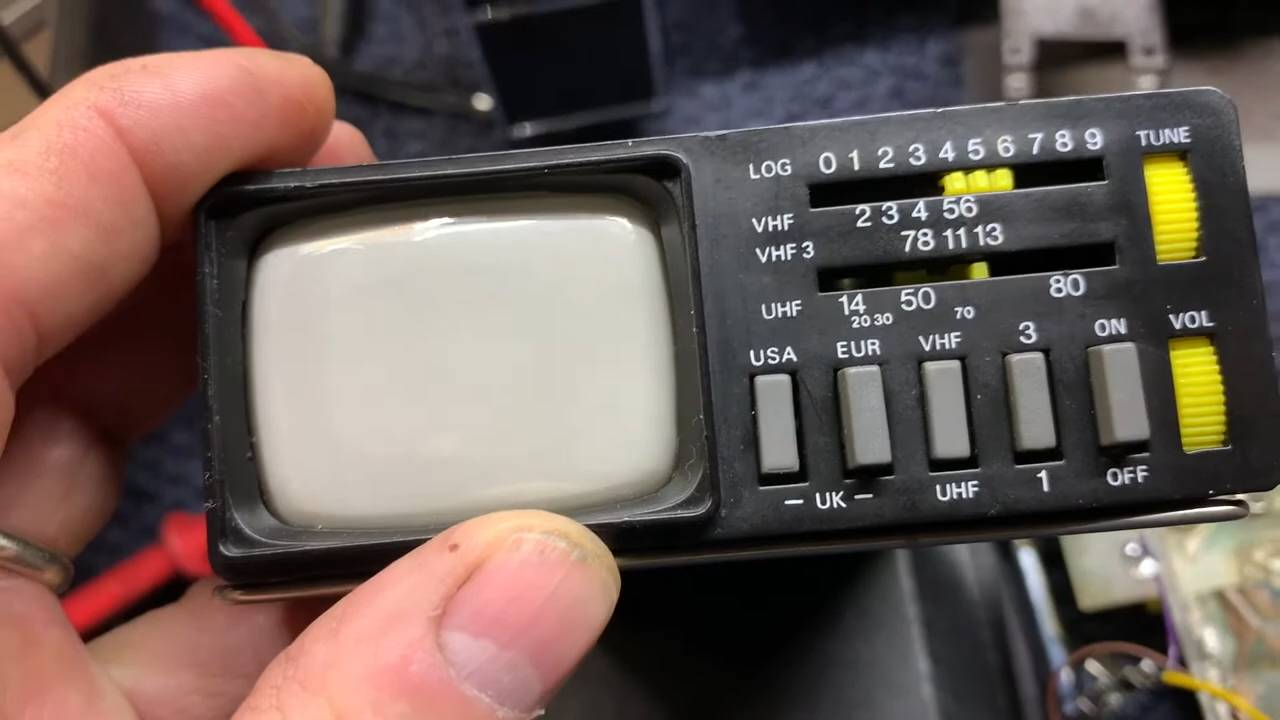 TUNE
LOG 0 1 2 3 4 5 6 7 8 9
VHF 2 3 4 56
VHF 3 78 11 13
UHF 14 50 80
20 30 70
USA EUR VHF 3 ON VOL
– UK – UHF 1 OFF